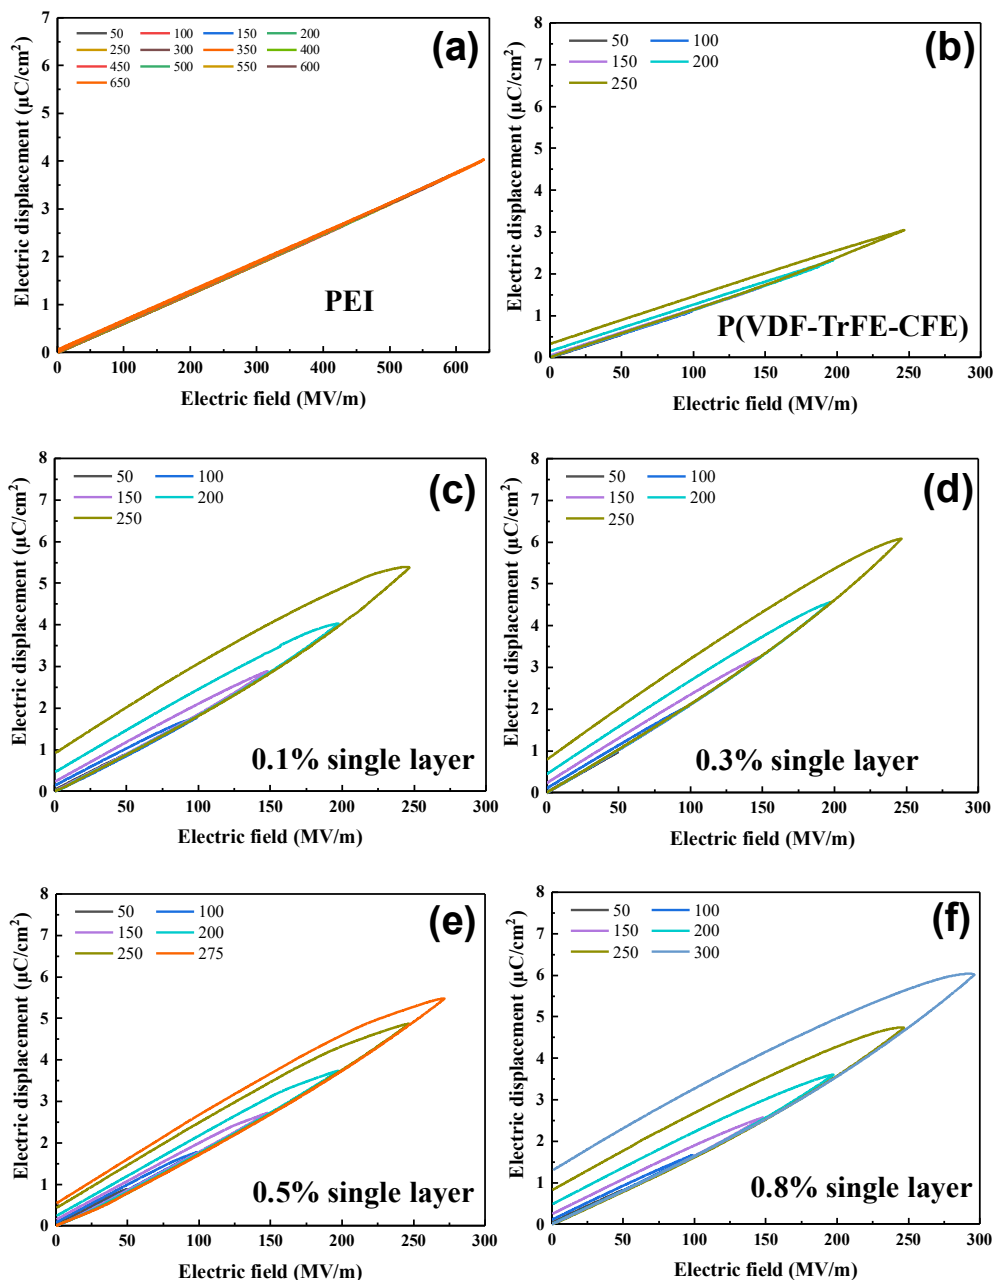 (a)
50 100 150 200
250 300 350 400
450 500 550 600
650
PEI
Electric displacement (μC/cm²)
0 1 2 3 4 5 6 7
0 100 200 300 400 500 600
Electric field (MV/m)
(b)
50 100
150 200
250
P(VDF-TrFE-CFE)
Electric displacement (μC/cm²)
0 1 2 3 4 5 6 7 8
0 50 100 150 200 250 300
Electric field (MV/m)
(c)
50 100
150 200
250
0.1% single layer
Electric displacement (μC/cm²)
0 1 2 3 4 5 6 7 8
0 50 100 150 200 250 300
Electric field (MV/m)
(d)
50 100
150 200
250
0.3% single layer
Electric displacement (μC/cm²)
0 1 2 3 4 5 6 7 8
0 50 100 150 200 250 300
Electric field (MV/m)
(e)
50 100
150 200
250 275
0.5% single layer
Electric displacement (μC/cm²)
0 1 2 3 4 5 6 7 8
0 50 100 150 200 250 300
Electric field (MV/m)
(f)
50 100
150 200
250 300
0.8% single layer
Electric displacement (μC/cm²)
0 1 2 3 4 5 6 7 8
0 50 100 150 200 250 300
Electric field (MV/m)